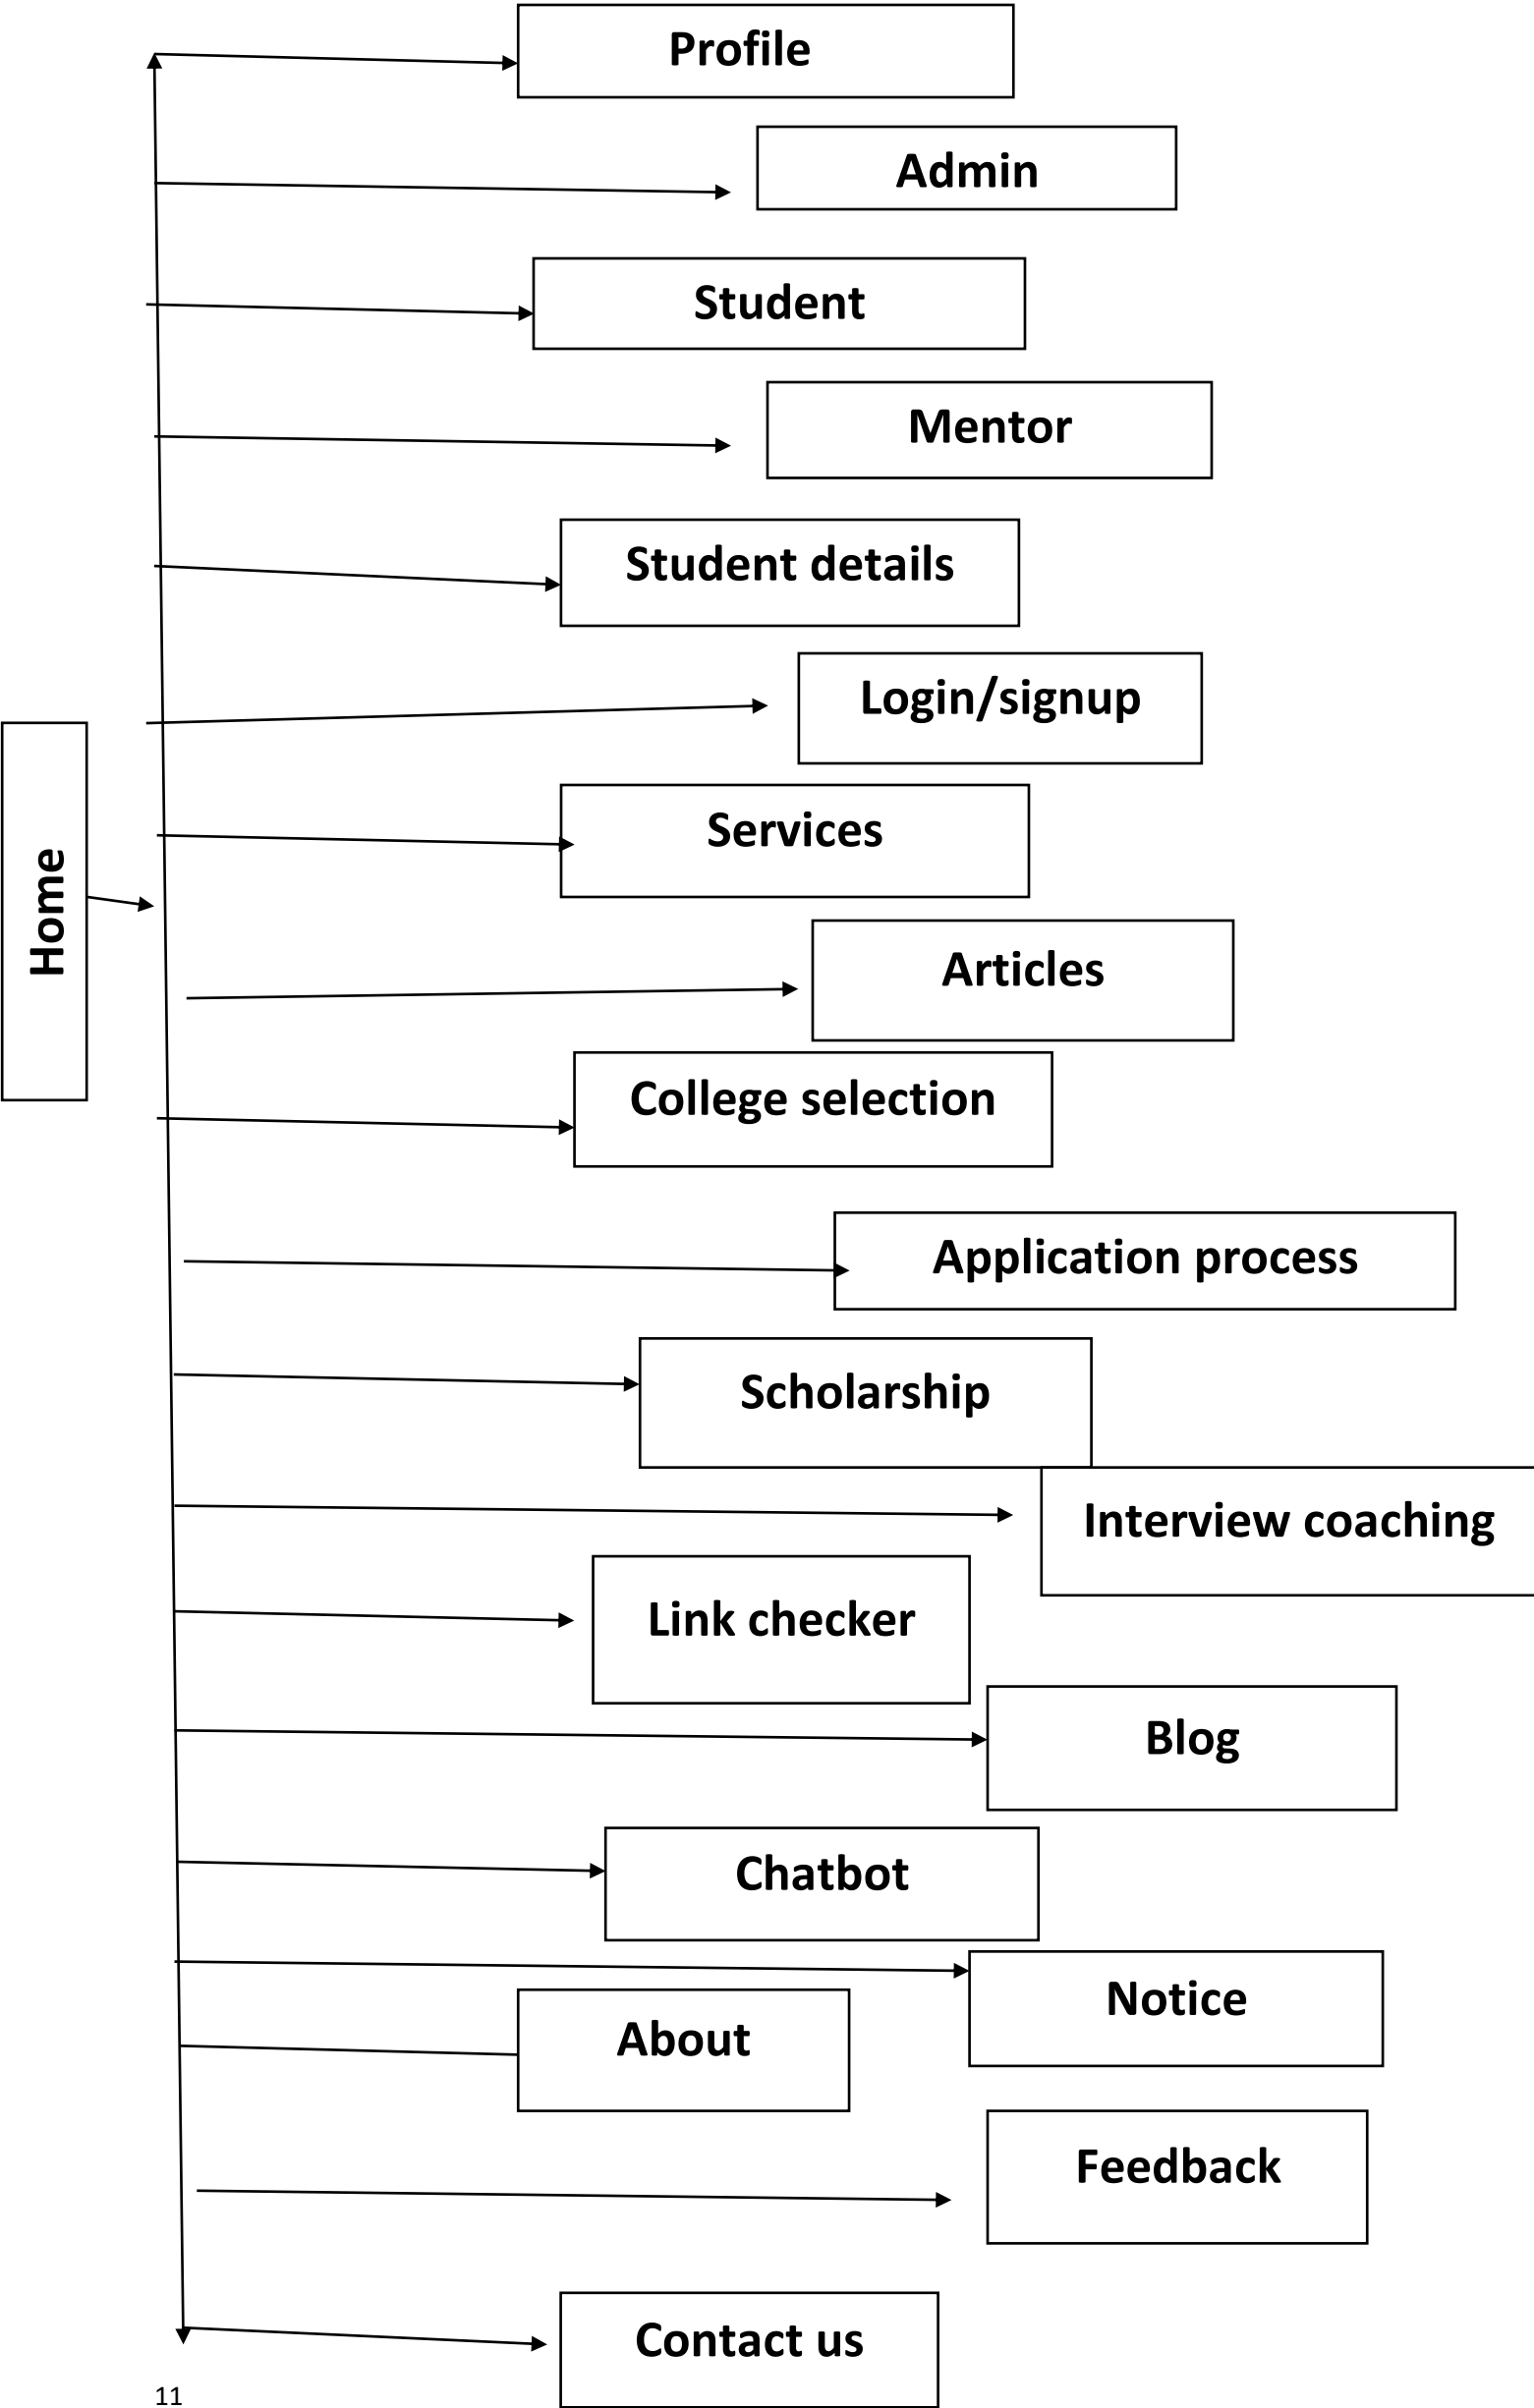 Profile
Admin
Student
Mentor
Student details
Login/signup
Services
Home
Articles
College selection
Application process
Scholarship
Interview coaching
Link checker
Blog
Chatbot
Notice
About
Feedback
Contact us
11